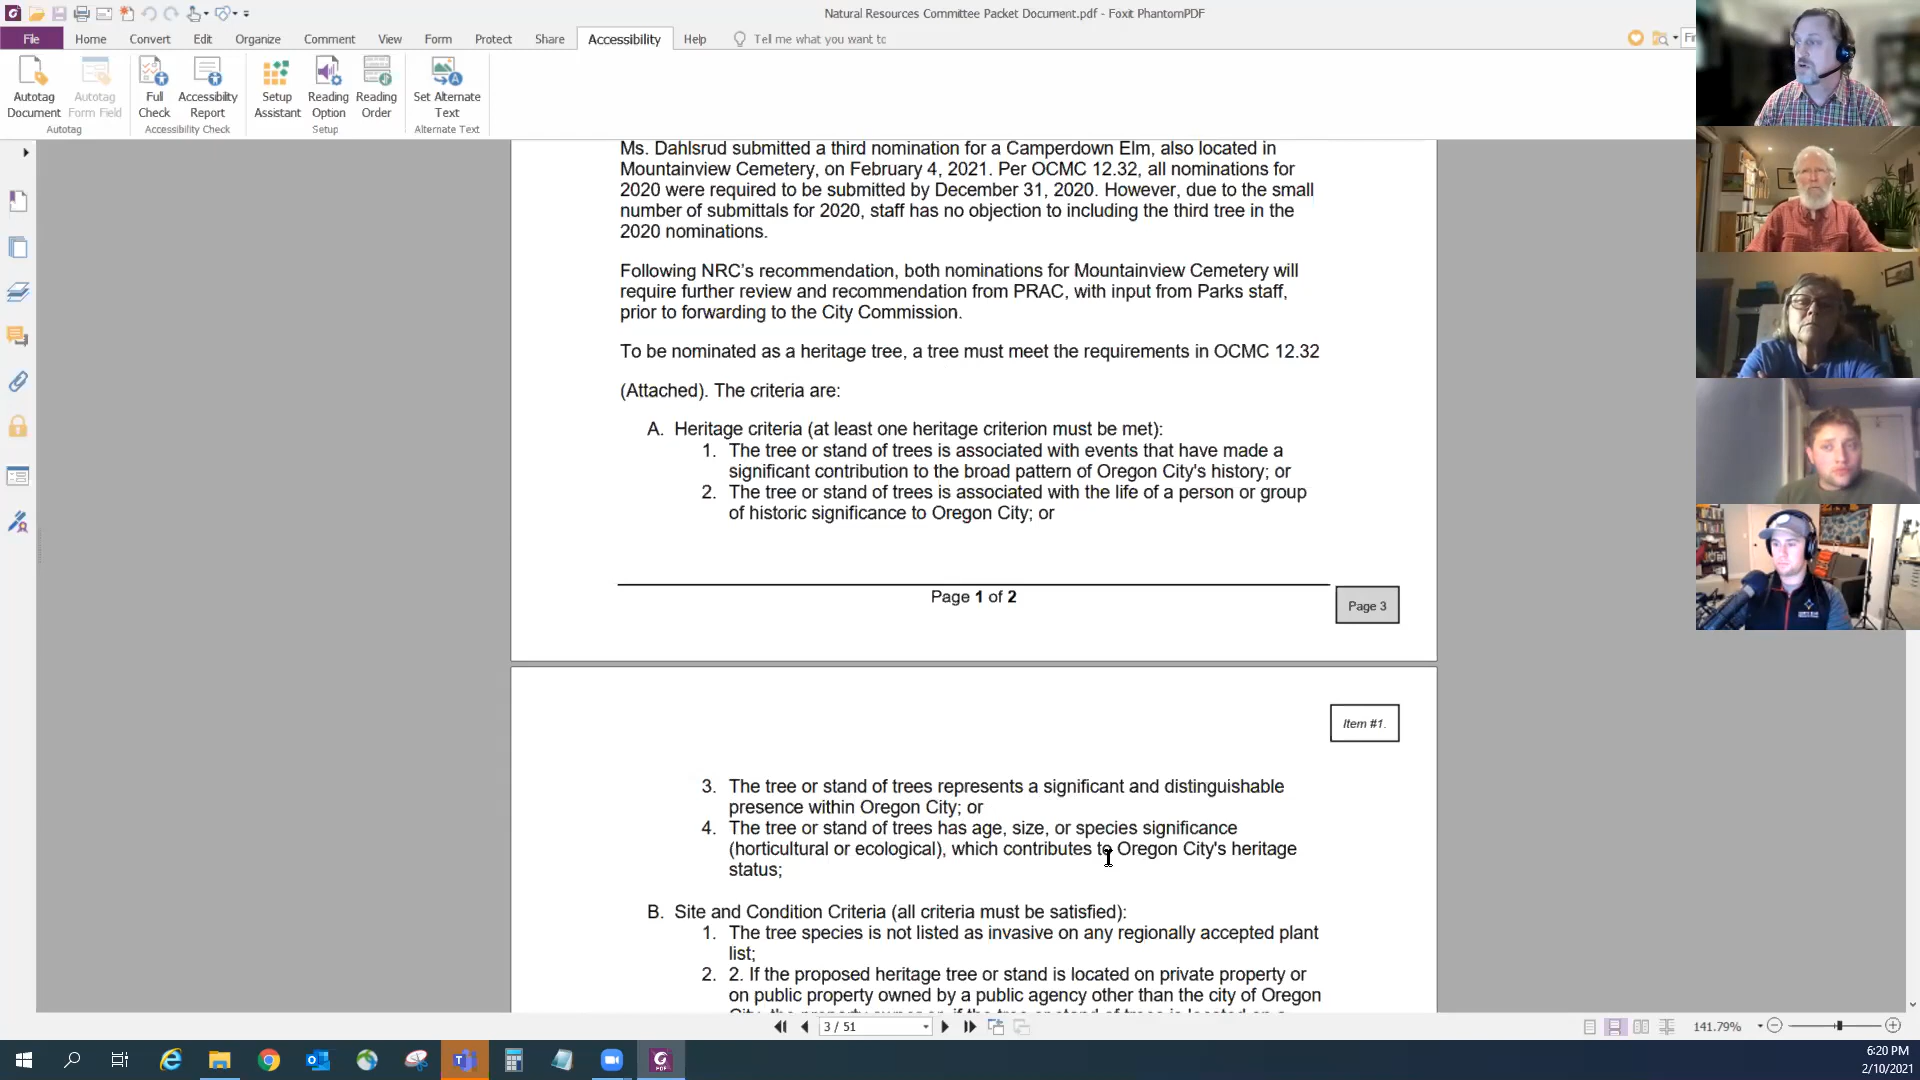 Natural Resources Committee Packet Document.pdf - Foxit PhantomPDF
File Home Convert Edit Organize Comment View Form Protect Share Accessibility Help Tell me what you want to
Autotag Document
Autotag Form Field
Full Check
Accessibility Report
Setup Assistant
Reading Option
Reading Order
Set Alternate Text
Autotag Accessibility Check Setup Alternate Text
Ms. Dahlsrud submitted a third nomination for a Camperdown Elm, also located in
Mountainview Cemetery, on February 4, 2021. Per OCMC 12.32, all nominations for
2020 were required to be submitted by December 31, 2020. However, due to the small
number of submittals for 2020, staff has no objection to including the third tree in the
2020 nominations.
Following NRC's recommendation, both nominations for Mountainview Cemetery will
require further review and recommendation from PRAC, with input from Parks staff,
prior to forwarding to the City Commission.
To be nominated as a heritage tree, a tree must meet the requirements in OCMC 12.32
(Attached). The criteria are:
A. Heritage criteria (at least one heritage criterion must be met):
1. The tree or stand of trees is associated with events that have made a
significant contribution to the broad pattern of Oregon City's history; or
2. The tree or stand of trees is associated with the life of a person or group
of historic significance to Oregon City; or
Page 1 of 2
Page 3
Item #1.
3. The tree or stand of trees represents a significant and distinguishable
presence within Oregon City; or
4. The tree or stand of trees has age, size, or species significance
(horticultural or ecological), which contributes to Oregon City's heritage
status;
B. Site and Condition Criteria (all criteria must be satisfied):
1. The tree species is not listed as invasive on any regionally accepted plant
list;
2. 2. If the proposed heritage tree or stand is located on private property or
on public property owned by a public agency other than the city of Oregon
3 / 51
141.79%
6:20 PM
2/10/2021